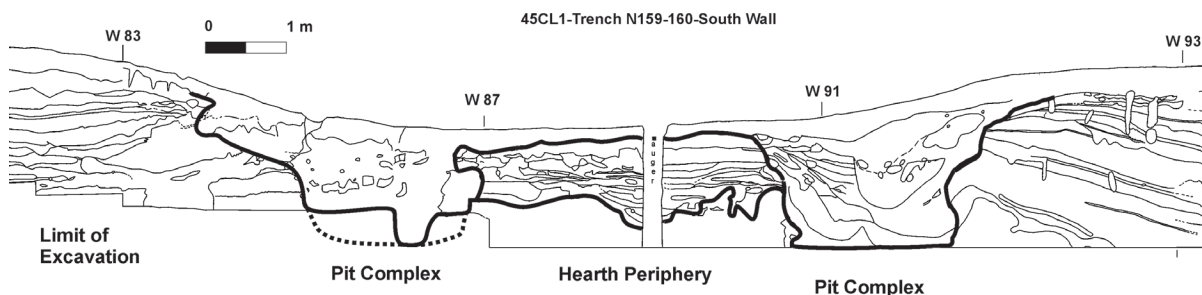 45CL1-Trench N159-160-South Wall
0 1 m
W 83
W 87
W 91
W 93
auger
Limit of
Excavation
Pit Complex
Hearth Periphery
Pit Complex